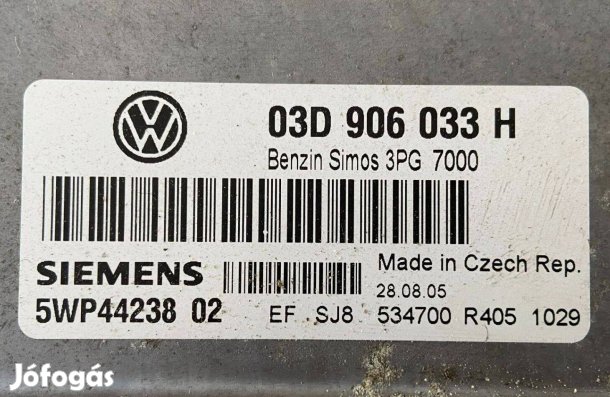 03D 906 033 H
Benzin Simos 3PG 7000
SIEMENS
Made in Czech Rep.
28.08.05
5WP44238 02
EF SJ8 534700 R405 1029
Jófogás